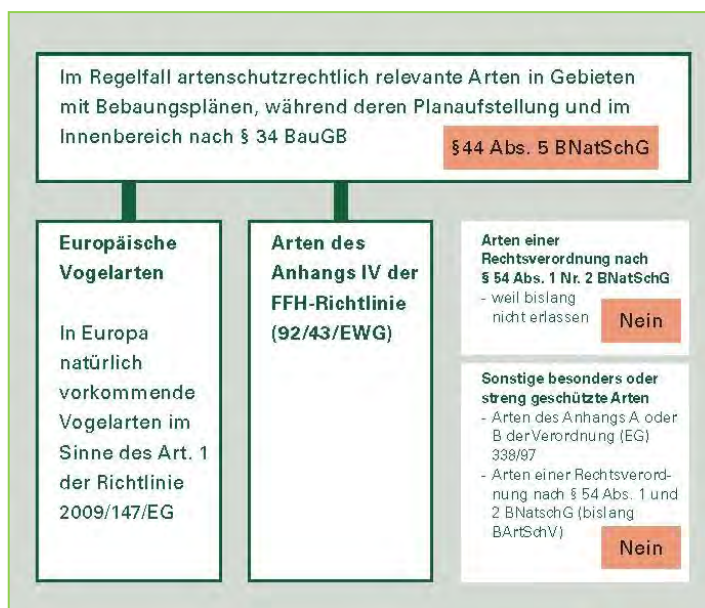 Im Regelfall artenschutzrechtlich relevante Arten in Gebieten
mit Bebaungsplänen, während deren Planaufstellung und im
Innenbereich nach § 34 BauGB
§44 Abs. 5 BNatSchG
Europäische
Vogelarten
In Europa
natürlich
vorkommende
Vogelarten im
Sinne des Art. 1
der Richtlinie
2009/147/EG
Arten des
Anhangs IV der
FFH-Richtlinie
(92/43/EWG)
Arten einer
Rechtsverordnung nach
§ 54 Abs. 1 Nr. 2 BNatSchG
- weil bislang
nicht erlassen
Nein
Sonstige besonders oder
streng geschützte Arten
- Arten des Anhangs A oder
B der Verordnung (EG)
338/97
- Arten einer Rechtsverord-
nung nach § 54 Abs. 1 und
2 BNatschG (bislang
BArtSchV)
Nein